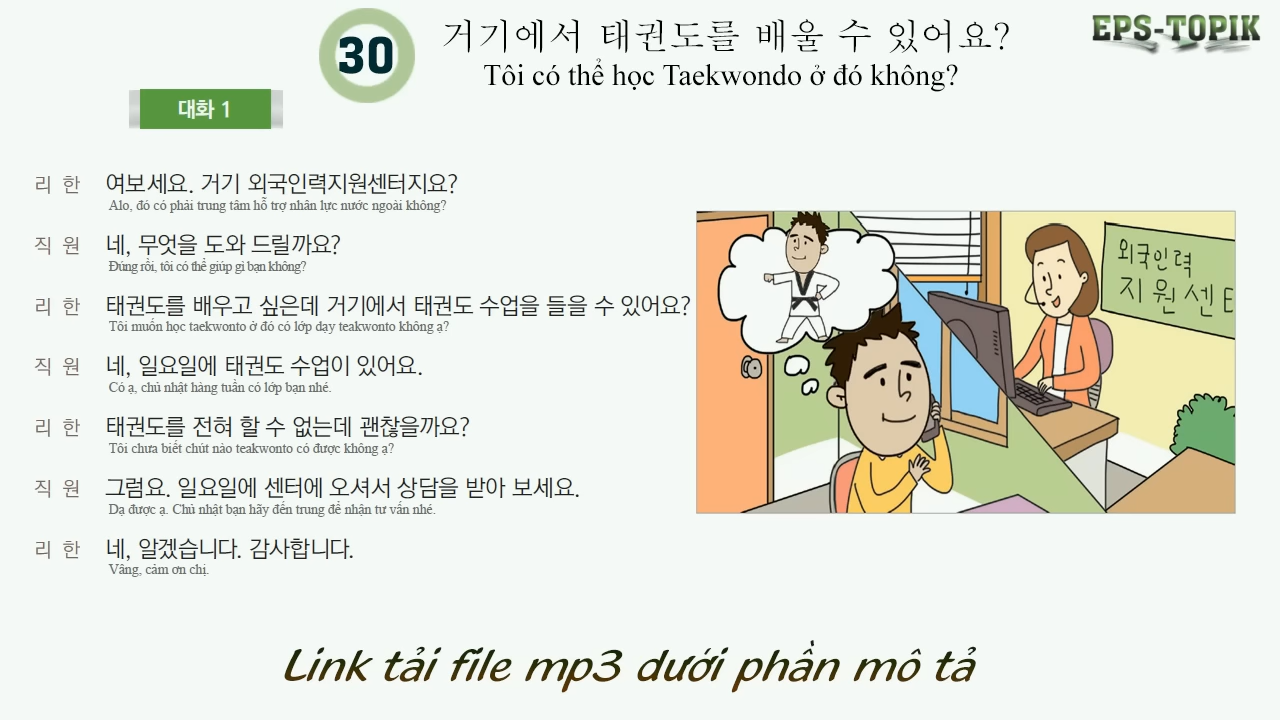 30
거기에서 태권도를 배울 수 있어요?
Tôi có thể học Taekwondo ở đó không?
EPS-TOPIK
대화 1
리 한 여보세요. 거기 외국인력지원센터지요?
Alo, đó có phải trung tâm hỗ trợ nhân lực nước ngoài không?
직 원 네, 무엇을 도와 드릴까요?
Đúng rồi, tôi có thể giúp gì bạn không?
리 한 태권도를 배우고 싶은데 거기에서 태권도 수업을 들을 수 있어요?
Tôi muốn học taekwonto ở đó có lớp dạy teakwonto không ạ?
직 원 네, 일요일에 태권도 수업이 있어요.
Có ạ, chủ nhật hàng tuần có lớp bạn nhé.
리 한 태권도를 전혀 할 수 없는데 괜찮을까요?
Tôi chưa biết chút nào teakwonto có được không ạ?
직 원 그럼요. 일요일에 센터에 오셔서 상담을 받아 보세요.
Dạ được ạ. Chủ nhật bạn hãy đến trung để nhận tư vấn nhé.
리 한 네, 알겠습니다. 감사합니다.
Vâng, cảm ơn chị.
외국인력
지원센터
Link tải file mp3 dưới phần mô tả